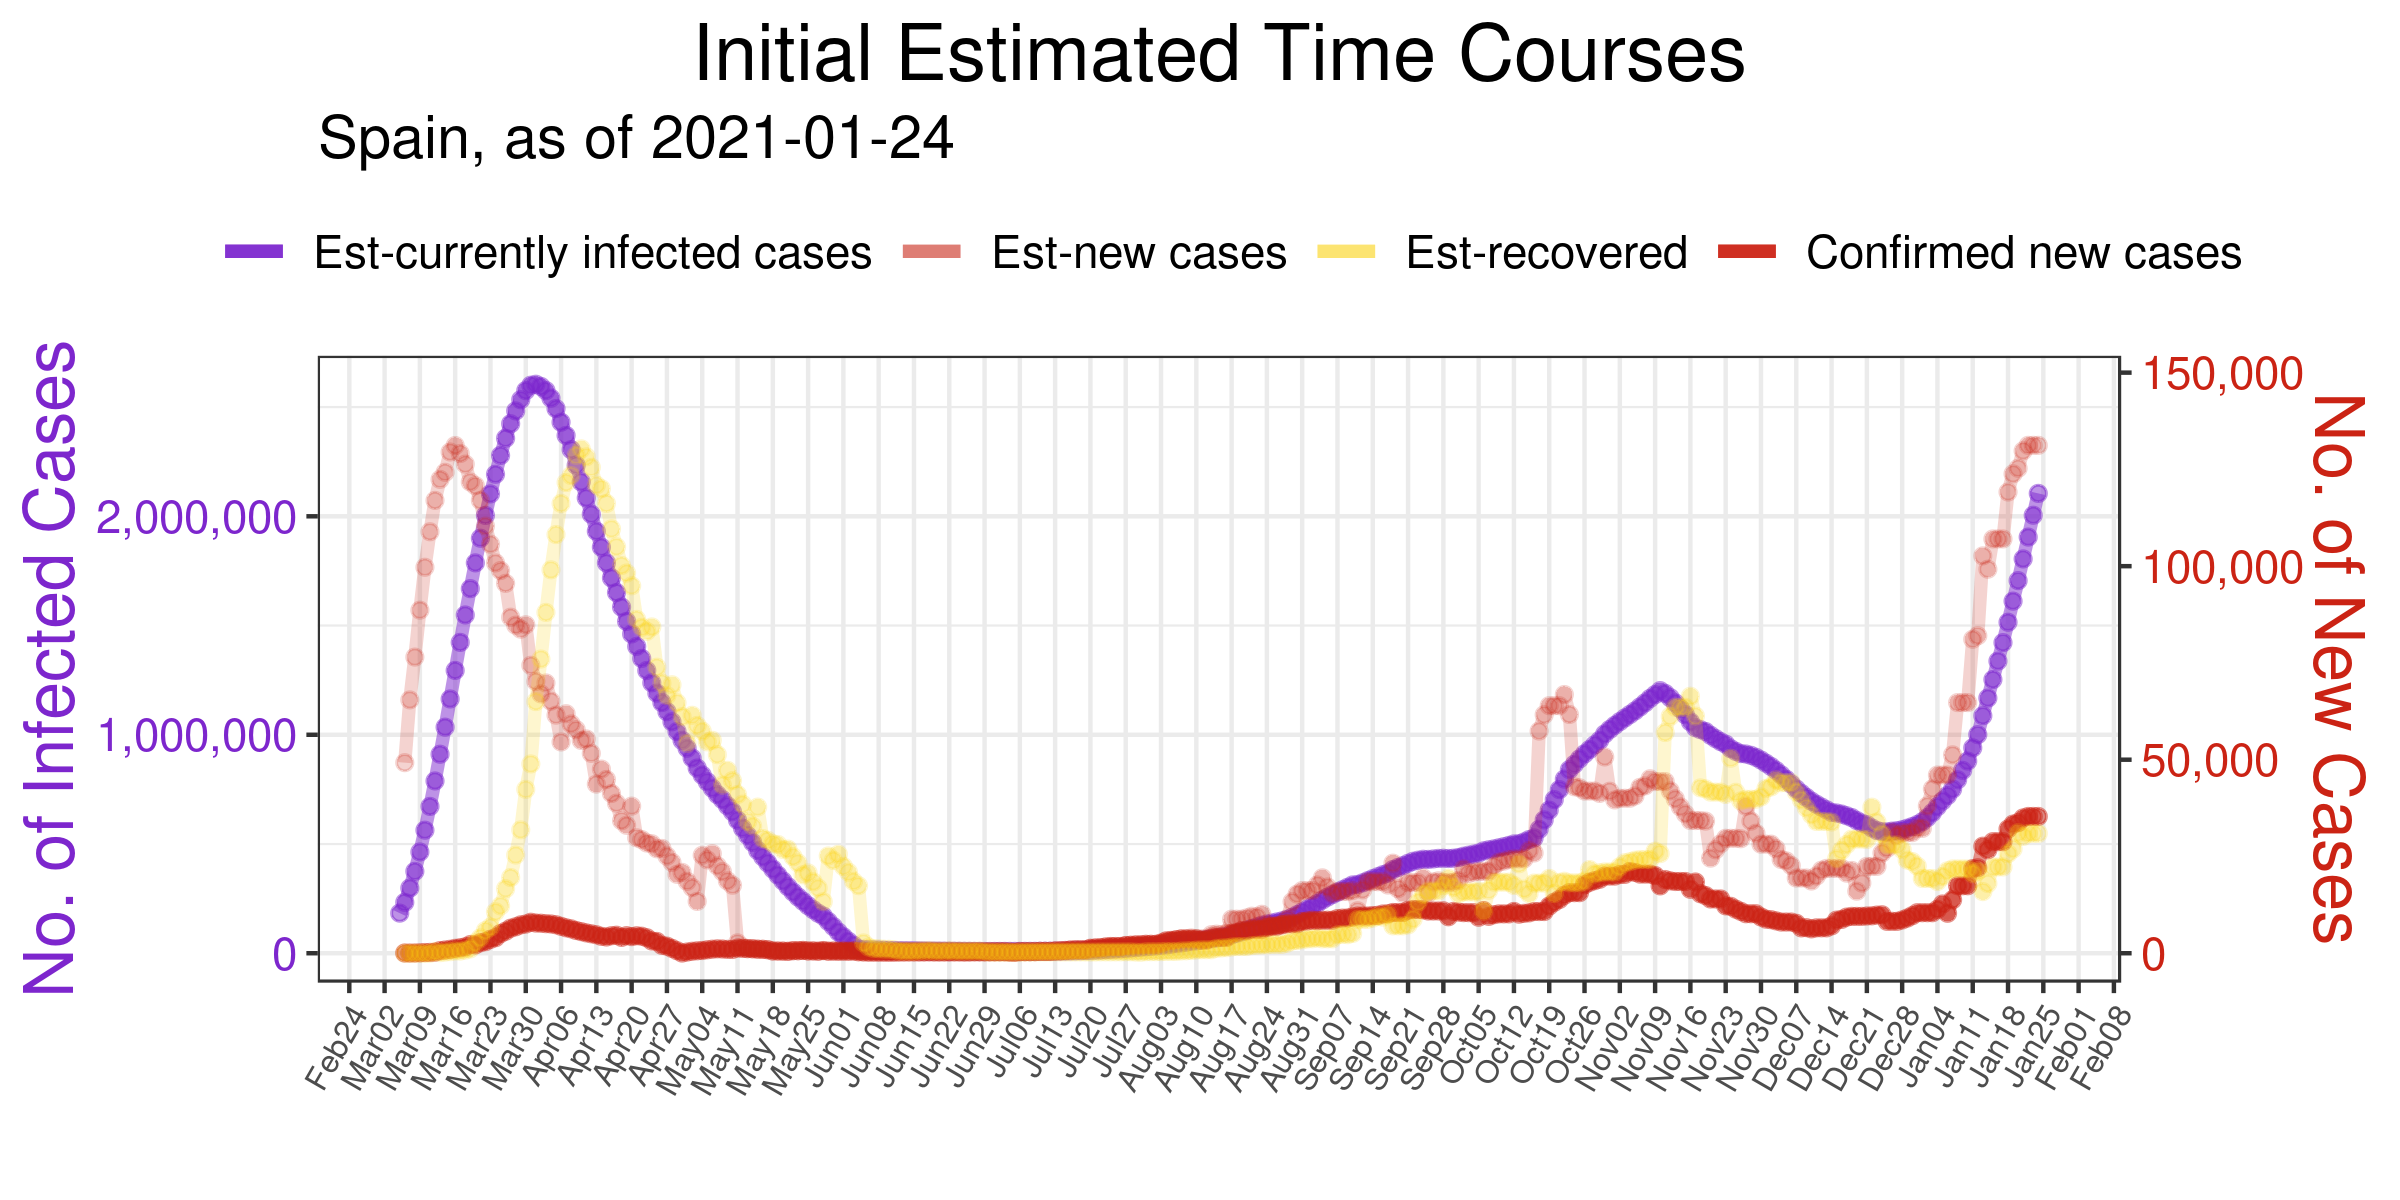 Initial Estimated Time Courses
Spain, as of 2021-01-24
Est-currently infected cases
Est-new cases
Est-recovered
Confirmed new cases
No. of Infected Cases
2,000,000
1,000,000
0
150,000
100,000
50,000
0
No. of New Cases
Feb24
Mar02
Mar09
Mar16
Mar23
Mar30
Apr06
Apr13
Apr20
Apr27
May04
May11
May18
May25
Jun01
Jun08
Jun15
Jun22
Jun29
Jul06
Jul13
Jul20
Jul27
Aug03
Aug10
Aug17
Aug24
Aug31
Sep07
Sep14
Sep21
Sep28
Oct05
Oct12
Oct19
Oct26
Nov02
Nov09
Nov16
Nov23
Nov30
Dec07
Dec14
Dec21
Dec28
Jan04
Jan11
Jan18
Jan25
Feb01
Feb08